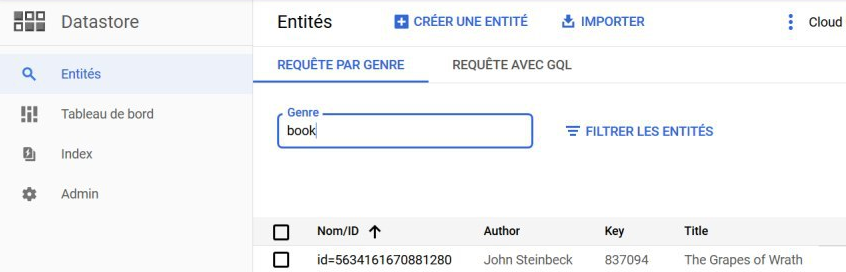 Datastore
Entités
Tableau de bord
Index
Admin
Entités CRÉER UNE ENTITÉ IMPORTER Cloud
REQUÊTE PAR GENRE REQUÊTE AVEC GQL
Genre
book
FILTRER LES ENTITÉS
Nom/ID Author Key Title
id=5634161670881280 John Steinbeck 837094 The Grapes of Wrath